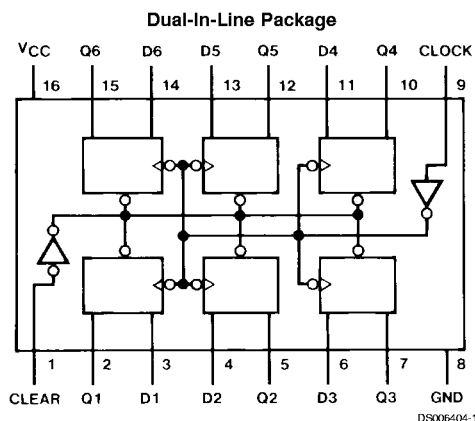 Dual-In-Line Package
VCC Q6 D6 D5 Q5 D4 Q4 CLOCK
16 15 14 13 12 11 10 9
1 2 3 4 5 6 7 8
CLEAR Q1 D1 D2 Q2 D3 Q3 GND
DS006404-1